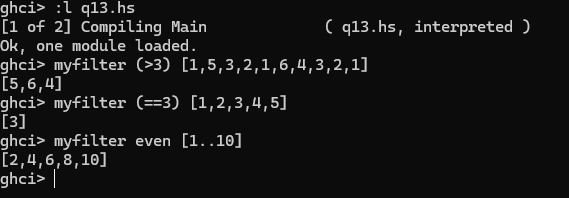 ghci> :l q13.hs
[1 of 2] Compiling Main             ( q13.hs, interpreted )
Ok, one module loaded.
ghci> myfilter (>3) [1,5,3,2,1,6,4,3,2,1]
[5,6,4]
ghci> myfilter (==3) [1,2,3,4,5]
[3]
ghci> myfilter even [1..10]
[2,4,6,8,10]
ghci>